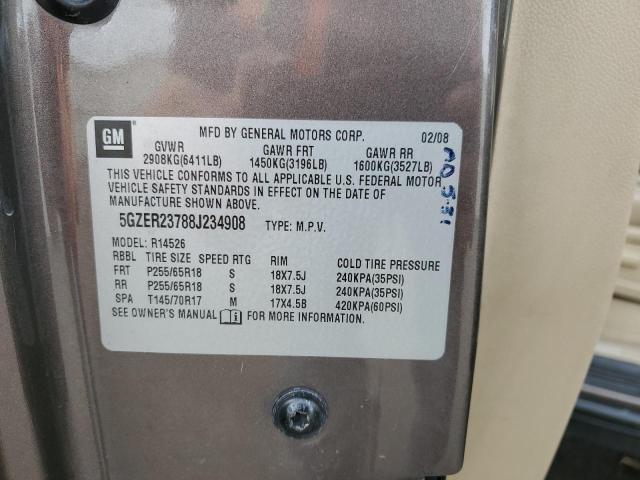 GM
MFD BY GENERAL MOTORS CORP. 02/08
GVWR GAWR FRT GAWR RR
2908KG(6411LB) 1450KG(3196LB) 1600KG(3527LB)
THIS VEHICLE CONFORMS TO ALL APPLICABLE U.S. FEDERAL MOTOR
VEHICLE SAFETY STANDARDS IN EFFECT ON THE DATE OF
MANUFACTURE SHOWN ABOVE.
5GZER23788J234908 TYPE: M.P.V.
MODEL: R14526
RBBL TIRE SIZE SPEED RTG RIM COLD TIRE PRESSURE
FRT P255/65R18 S 18X7.5J 240KPA(35PSI)
RR P255/65R18 S 18X7.5J 240KPA(35PSI)
SPA T145/70R17 M 17X4.5B 420KPA(60PSI)
SEE OWNER'S MANUAL FOR MORE INFORMATION.